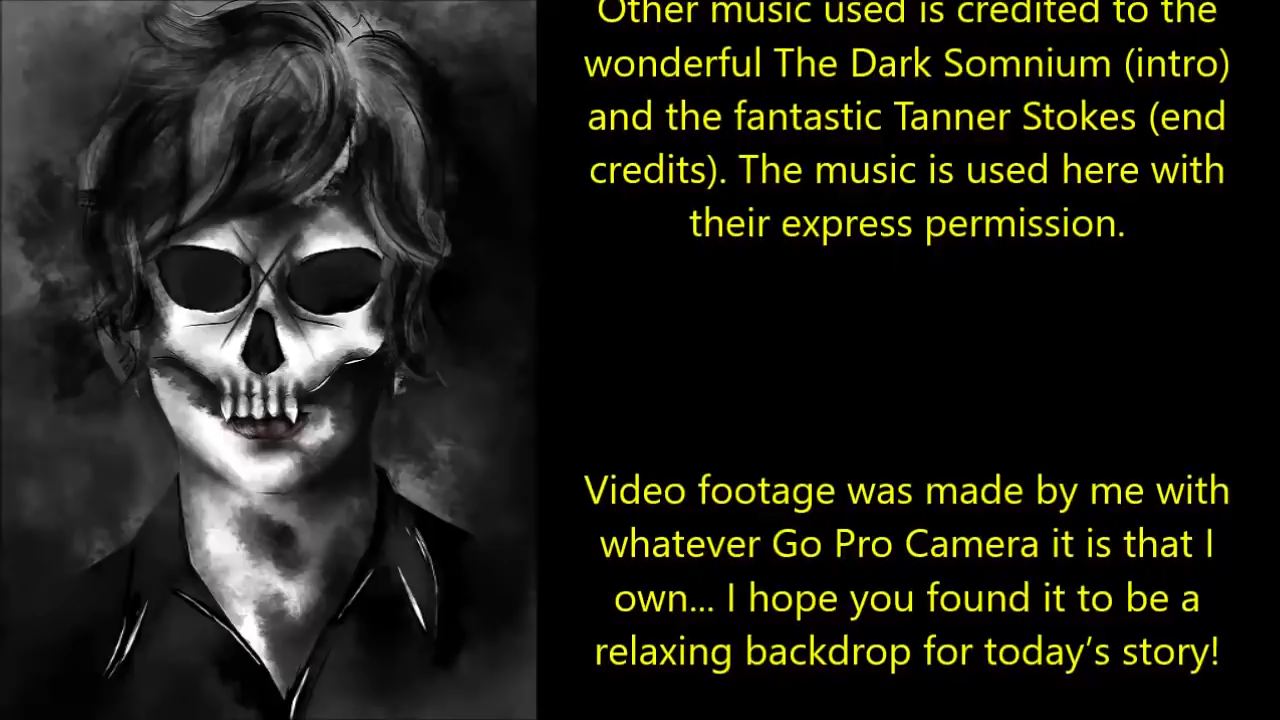 Other music used is credited to the
wonderful The Dark Somnium (intro)
and the fantastic Tanner Stokes (end
credits). The music is used here with
their express permission.
Video footage was made by me with
whatever Go Pro Camera it is that I
own... I hope you found it to be a
relaxing backdrop for today’s story!